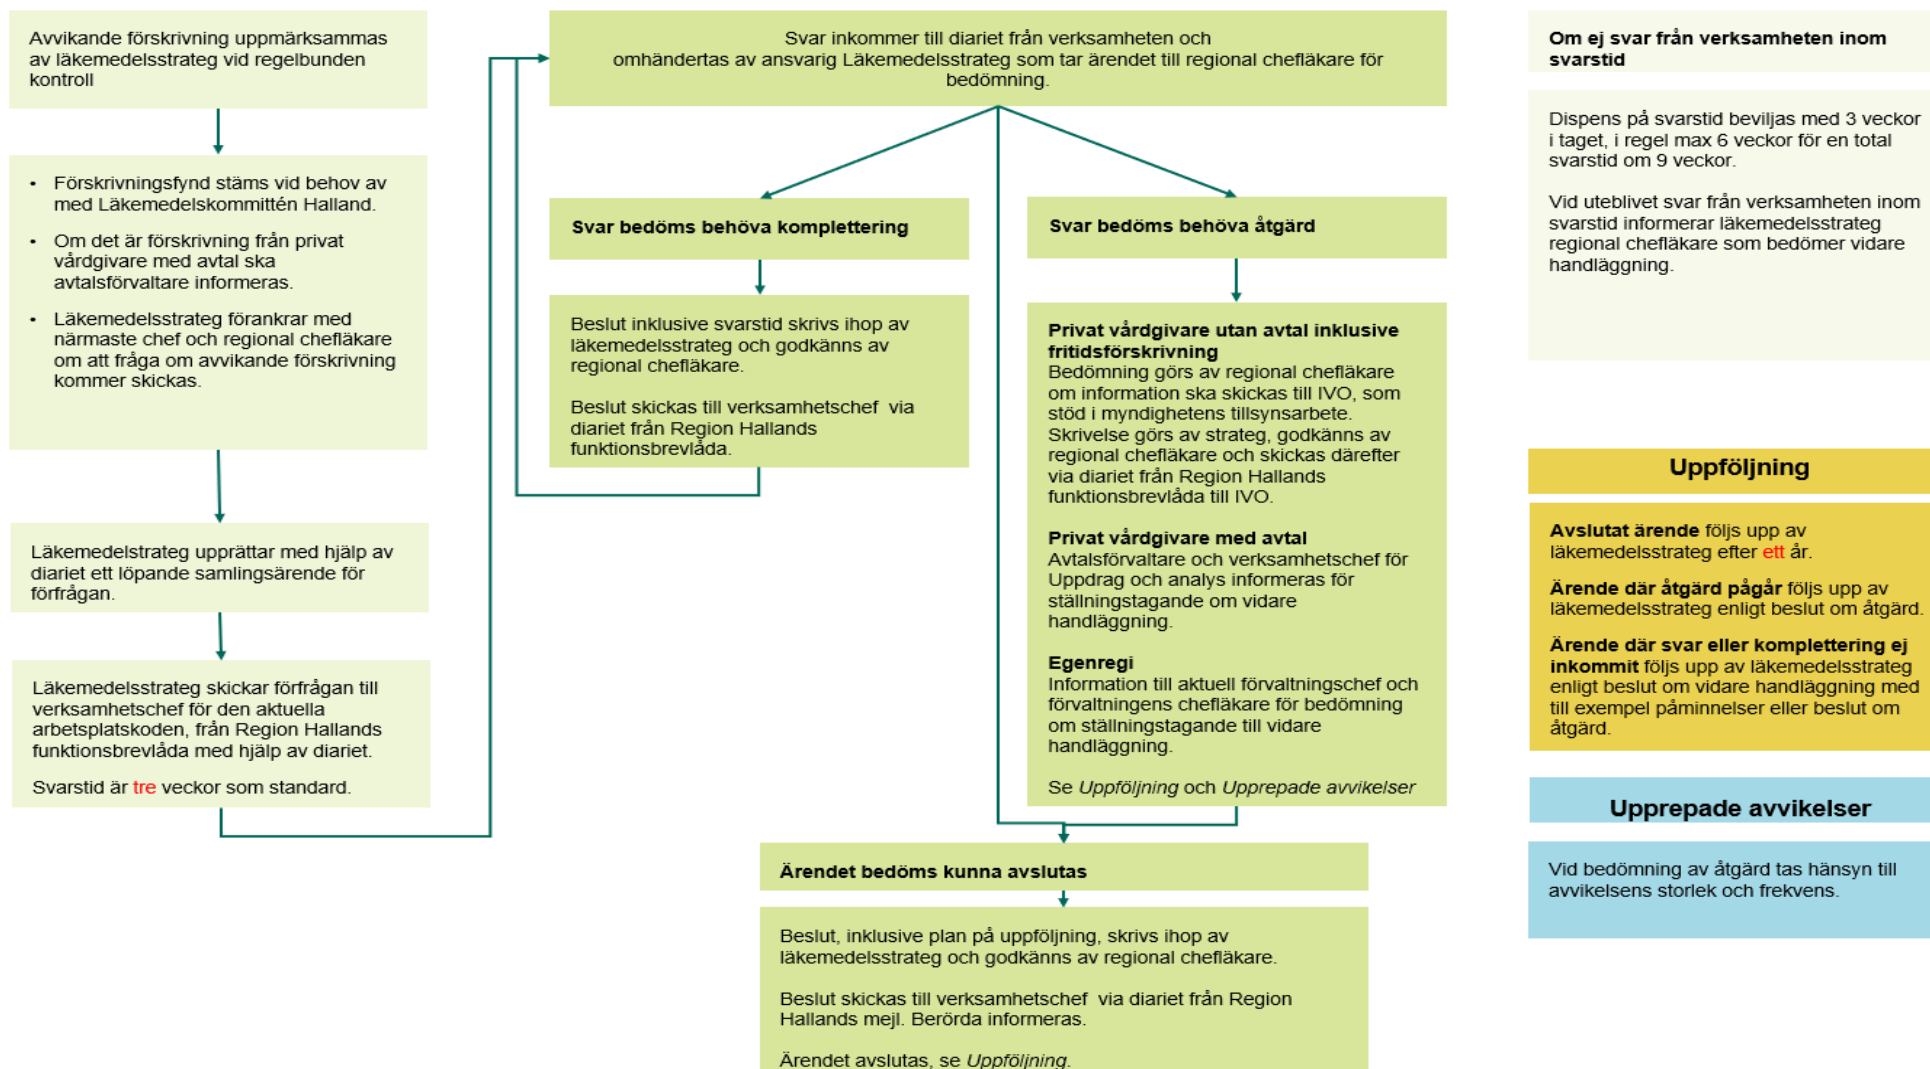 Avvikande förskrivning uppmärksammas
av läkemedelsstrateg vid regelbunden
kontroll
• Förskrivningsfynd stäms vid behov av
med Läkemedelskommittén Halland.
• Om det är förskrivning från privat
vårdgivare med avtal ska
avtalsförvaltare informeras.
• Läkemedelsstrateg förankrar med
närmaste chef och regional chefläkare
om att fråga om avvikande förskrivning
kommer skickas.
Läkemedelstrateg upprättar med hjälp av
diariet ett löpande samlingsärende för
förfrågan.
Läkemedelsstrateg skickar förfrågan till
verksamhetschef för den aktuella
arbetsplatskoden, från Region Hallands
funktionsbrevlåda med hjälp av diariet.
Svarstid är tre veckor som standard.
Svar inkommer till diariet från verksamheten och
omhändertas av ansvarig Läkemedelsstrateg som tar ärendet till regional chefläkare för
bedömning.
Svar bedöms behöva komplettering
Beslut inklusive svarstid skrivs ihop av
läkemedelsstrateg och godkänns av
regional chefläkare.
Beslut skickas till verksamhetschef  via
diariet från Region Hallands
funktionsbrevlåda.
Svar bedöms behöva åtgärd
Privat vårdgivare utan avtal inklusive
fritidsförskrivning
Bedömning görs av regional chefläkare
om information ska skickas till IVO, som
stöd i myndighetens tillsynsarbete.
Skrivelse görs av strateg, godkänns av
regional chefläkare och skickas därefter
via diariet från Region Hallands
funktionsbrevlåda till IVO.
Privat vårdgivare med avtal
Avtalsförvaltare och verksamhetschef för
Uppdrag och analys informeras för
ställningstagande om vidare
handläggning.
Egenregi
Information till aktuell förvaltningschef och
förvaltningens chefläkare för bedömning
om ställningstagande till vidare
handläggning.
Se Uppföljning och Upprepade avvikelser
Ärendet bedöms kunna avslutas
Beslut, inklusive plan på uppföljning, skrivs ihop av
läkemedelsstrateg och godkänns av regional chefläkare.
Beslut skickas till verksamhetschef  via diariet från Region
Hallands mejl. Berörda informeras.
Ärendet avslutas, se Uppföljning.
Om ej svar från verksamheten inom
svarstid
Dispens på svarstid beviljas med 3 veckor
i taget, i regel max 6 veckor för en total
svarstid om 9 veckor.
Vid uteblivet svar från verksamheten inom
svarstid informerar läkemedelsstrateg
regional chefläkare som bedömer vidare
handläggning.
Uppföljning
Avslutat ärende följs upp av
läkemedelsstrateg efter ett år.
Ärende där åtgärd pågår följs upp av
läkemedelsstrateg enligt beslut om åtgärd.
Ärende där svar eller komplettering ej
inkommit följs upp av läkemedelsstrateg
enligt beslut om vidare handläggning med
till exempel påminnelser eller beslut om
åtgärd.
Upprepade avvikelser
Vid bedömning av åtgärd tas hänsyn till
avvikelsens storlek och frekvens.